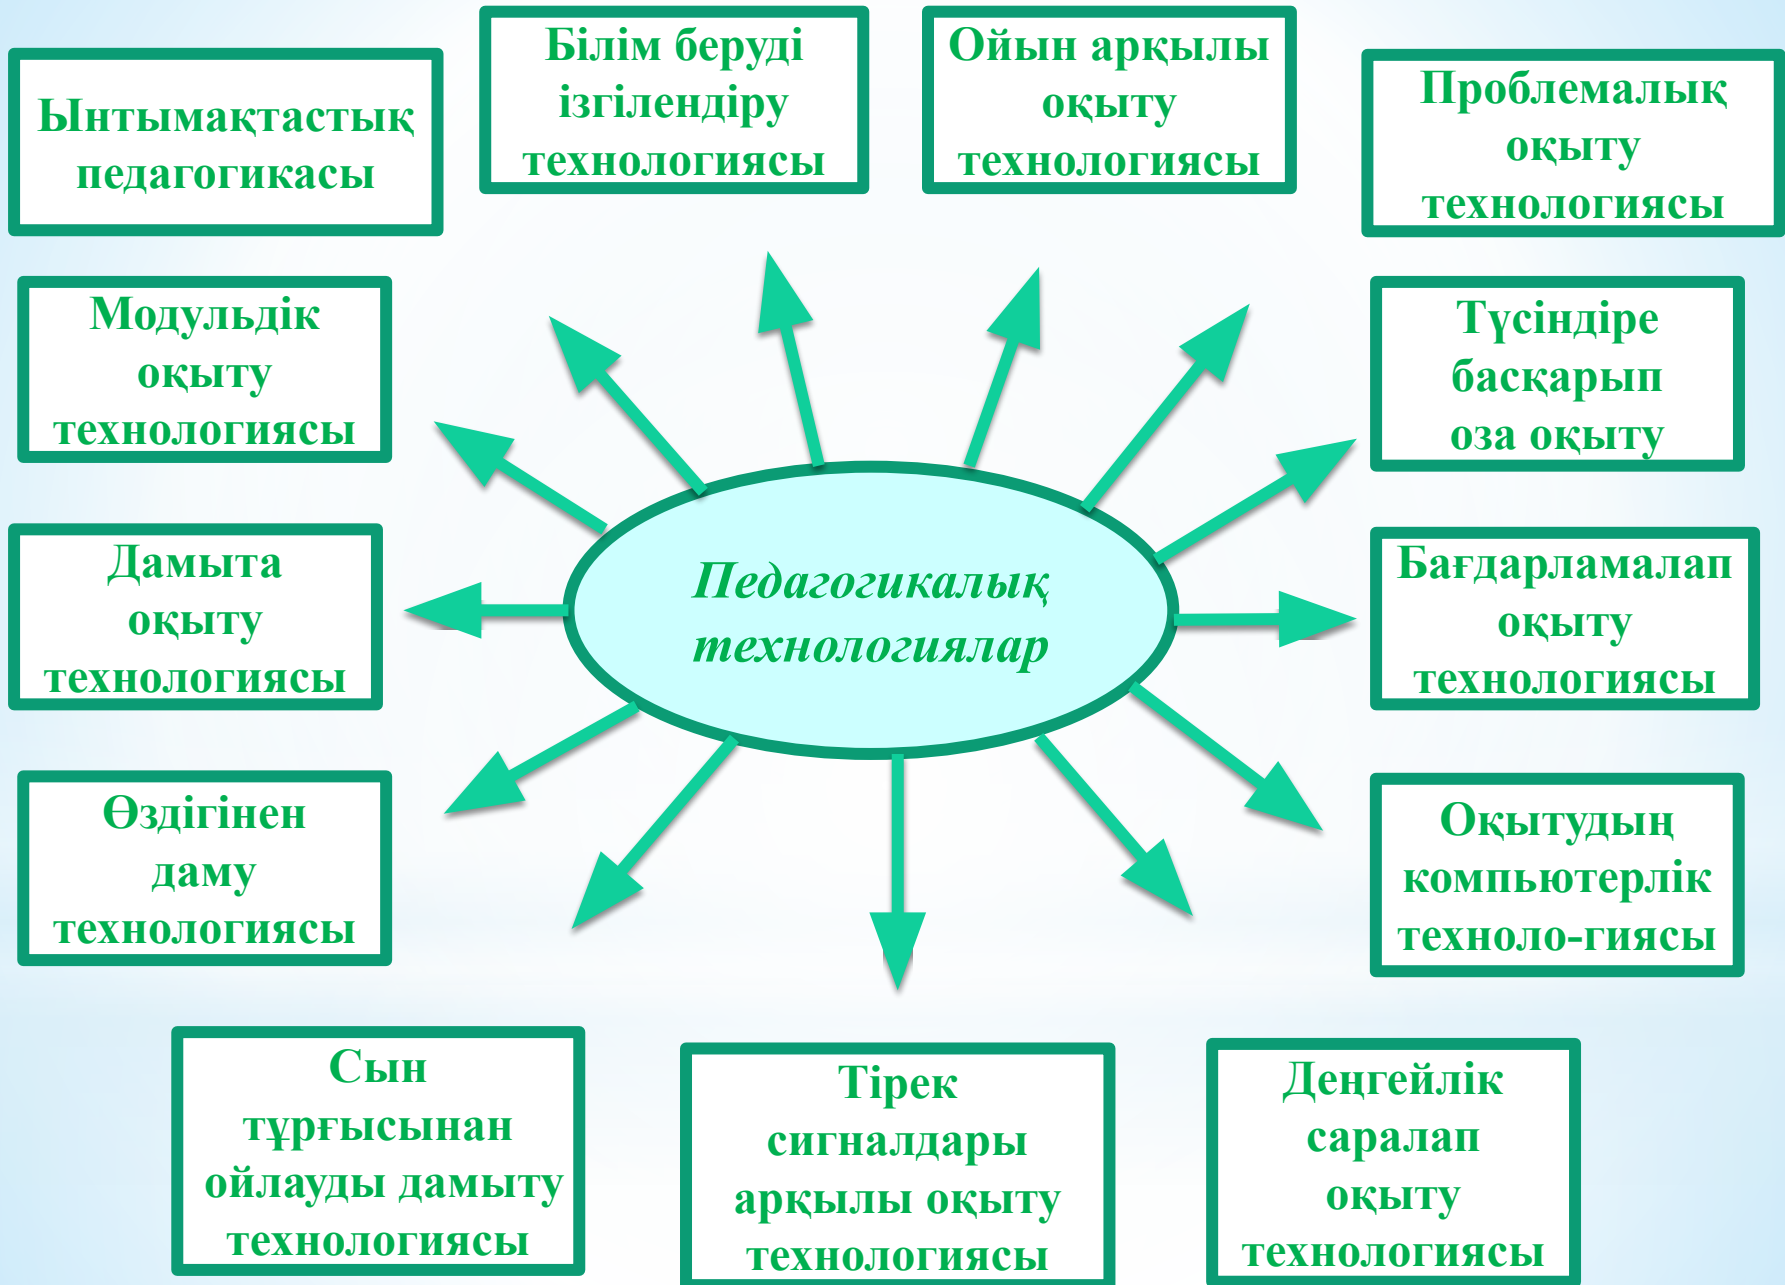 Ынтымақтастық
педагогикасы
Білім беруді
ізгілендіру
технологиясы
Ойын арқылы
оқыту
технологиясы
Проблемалық
оқыту
технологиясы
Модульдік
оқыту
технологиясы
Түсіндіре
басқарып
оза оқыту
Дамыта
оқыту
технологиясы
Педагогикалық
технологиялар
Бағдарламалап
оқыту
технологиясы
Өздігінен
даму
технологиясы
Оқытудың
компьютерлік
техноло-гиясы
Сын
тұрғысынан
ойлауды дамыту
технологиясы
Тірек
сигналдары
арқылы оқыту
технологиясы
Деңгейлік
саралап
оқыту
технологиясы